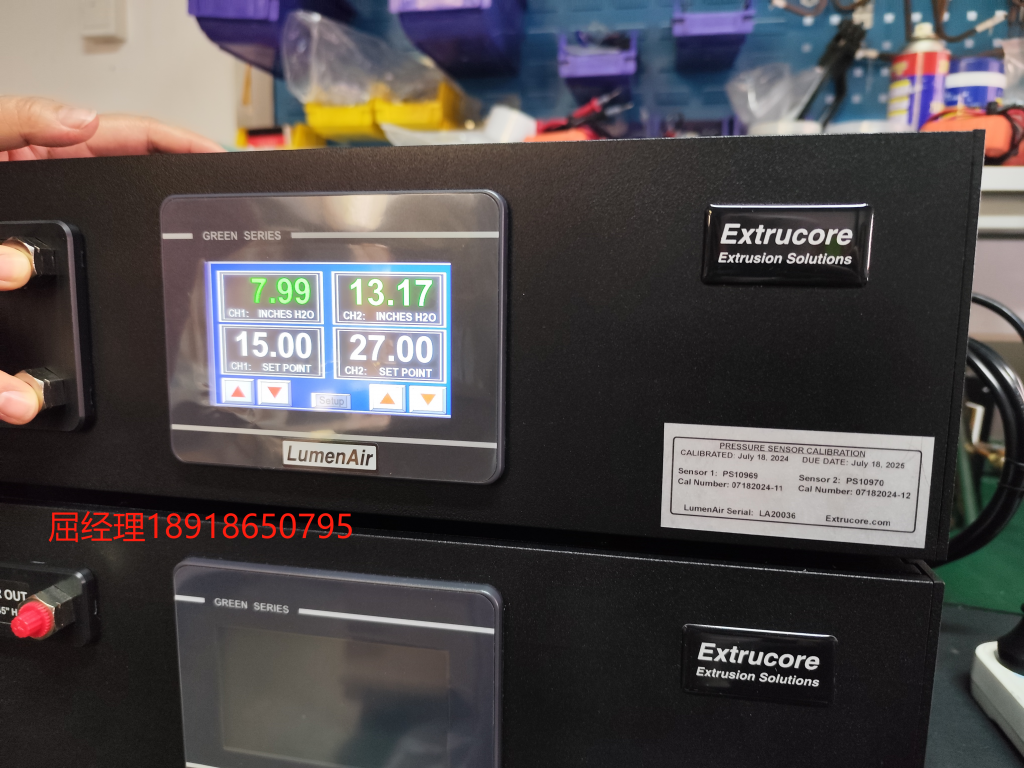 GREEN SERIES
7.99
CH1: INCHES H2O
13.17
CH2: INCHES H2O
15.00
CH1: SET POINT
27.00
CH2: SET POINT
Setup
LumenAir
Extrucore
Extrusion Solutions
PRESSURE SENSOR CALIBRATION
CALIBRATED: July 18, 2024 DUE DATE: July 18, 2025
Sensor 1: PS10969 Sensor 2: PS10970
Cal Number: 07182024-11 Cal Number: 07182024-12
LumenAir Serial: LA20036 Extrucore.com
屈经理18918650795
OUT
GREEN SERIES
Extrucore
Extrusion Solutions